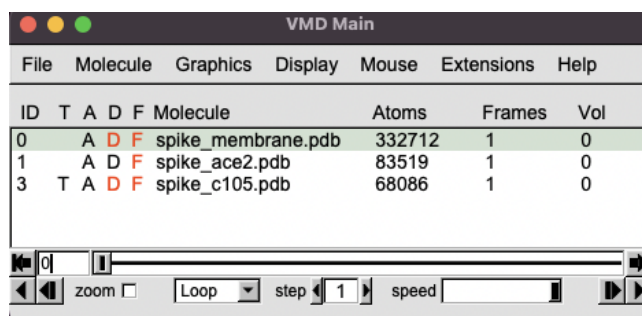 VMD Main
File Molecule Graphics Display Mouse Extensions Help
ID T A D F Molecule Atoms Frames Vol
0 A D F spike_membrane.pdb 332712 1 0
1 A D F spike_ace2.pdb 83519 1 0
3 T A D F spike_c105.pdb 68086 1 0
0
zoom Loop step 1 speed